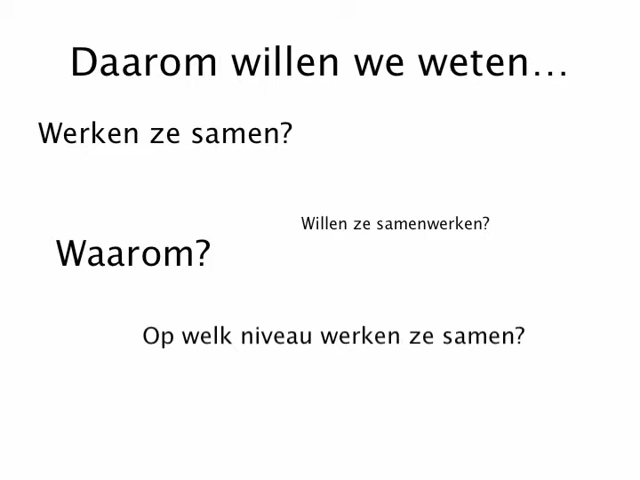 Daarom willen we weten...
Werken ze samen?
Willen ze samenwerken?
Waarom?
Op welk niveau werken ze samen?